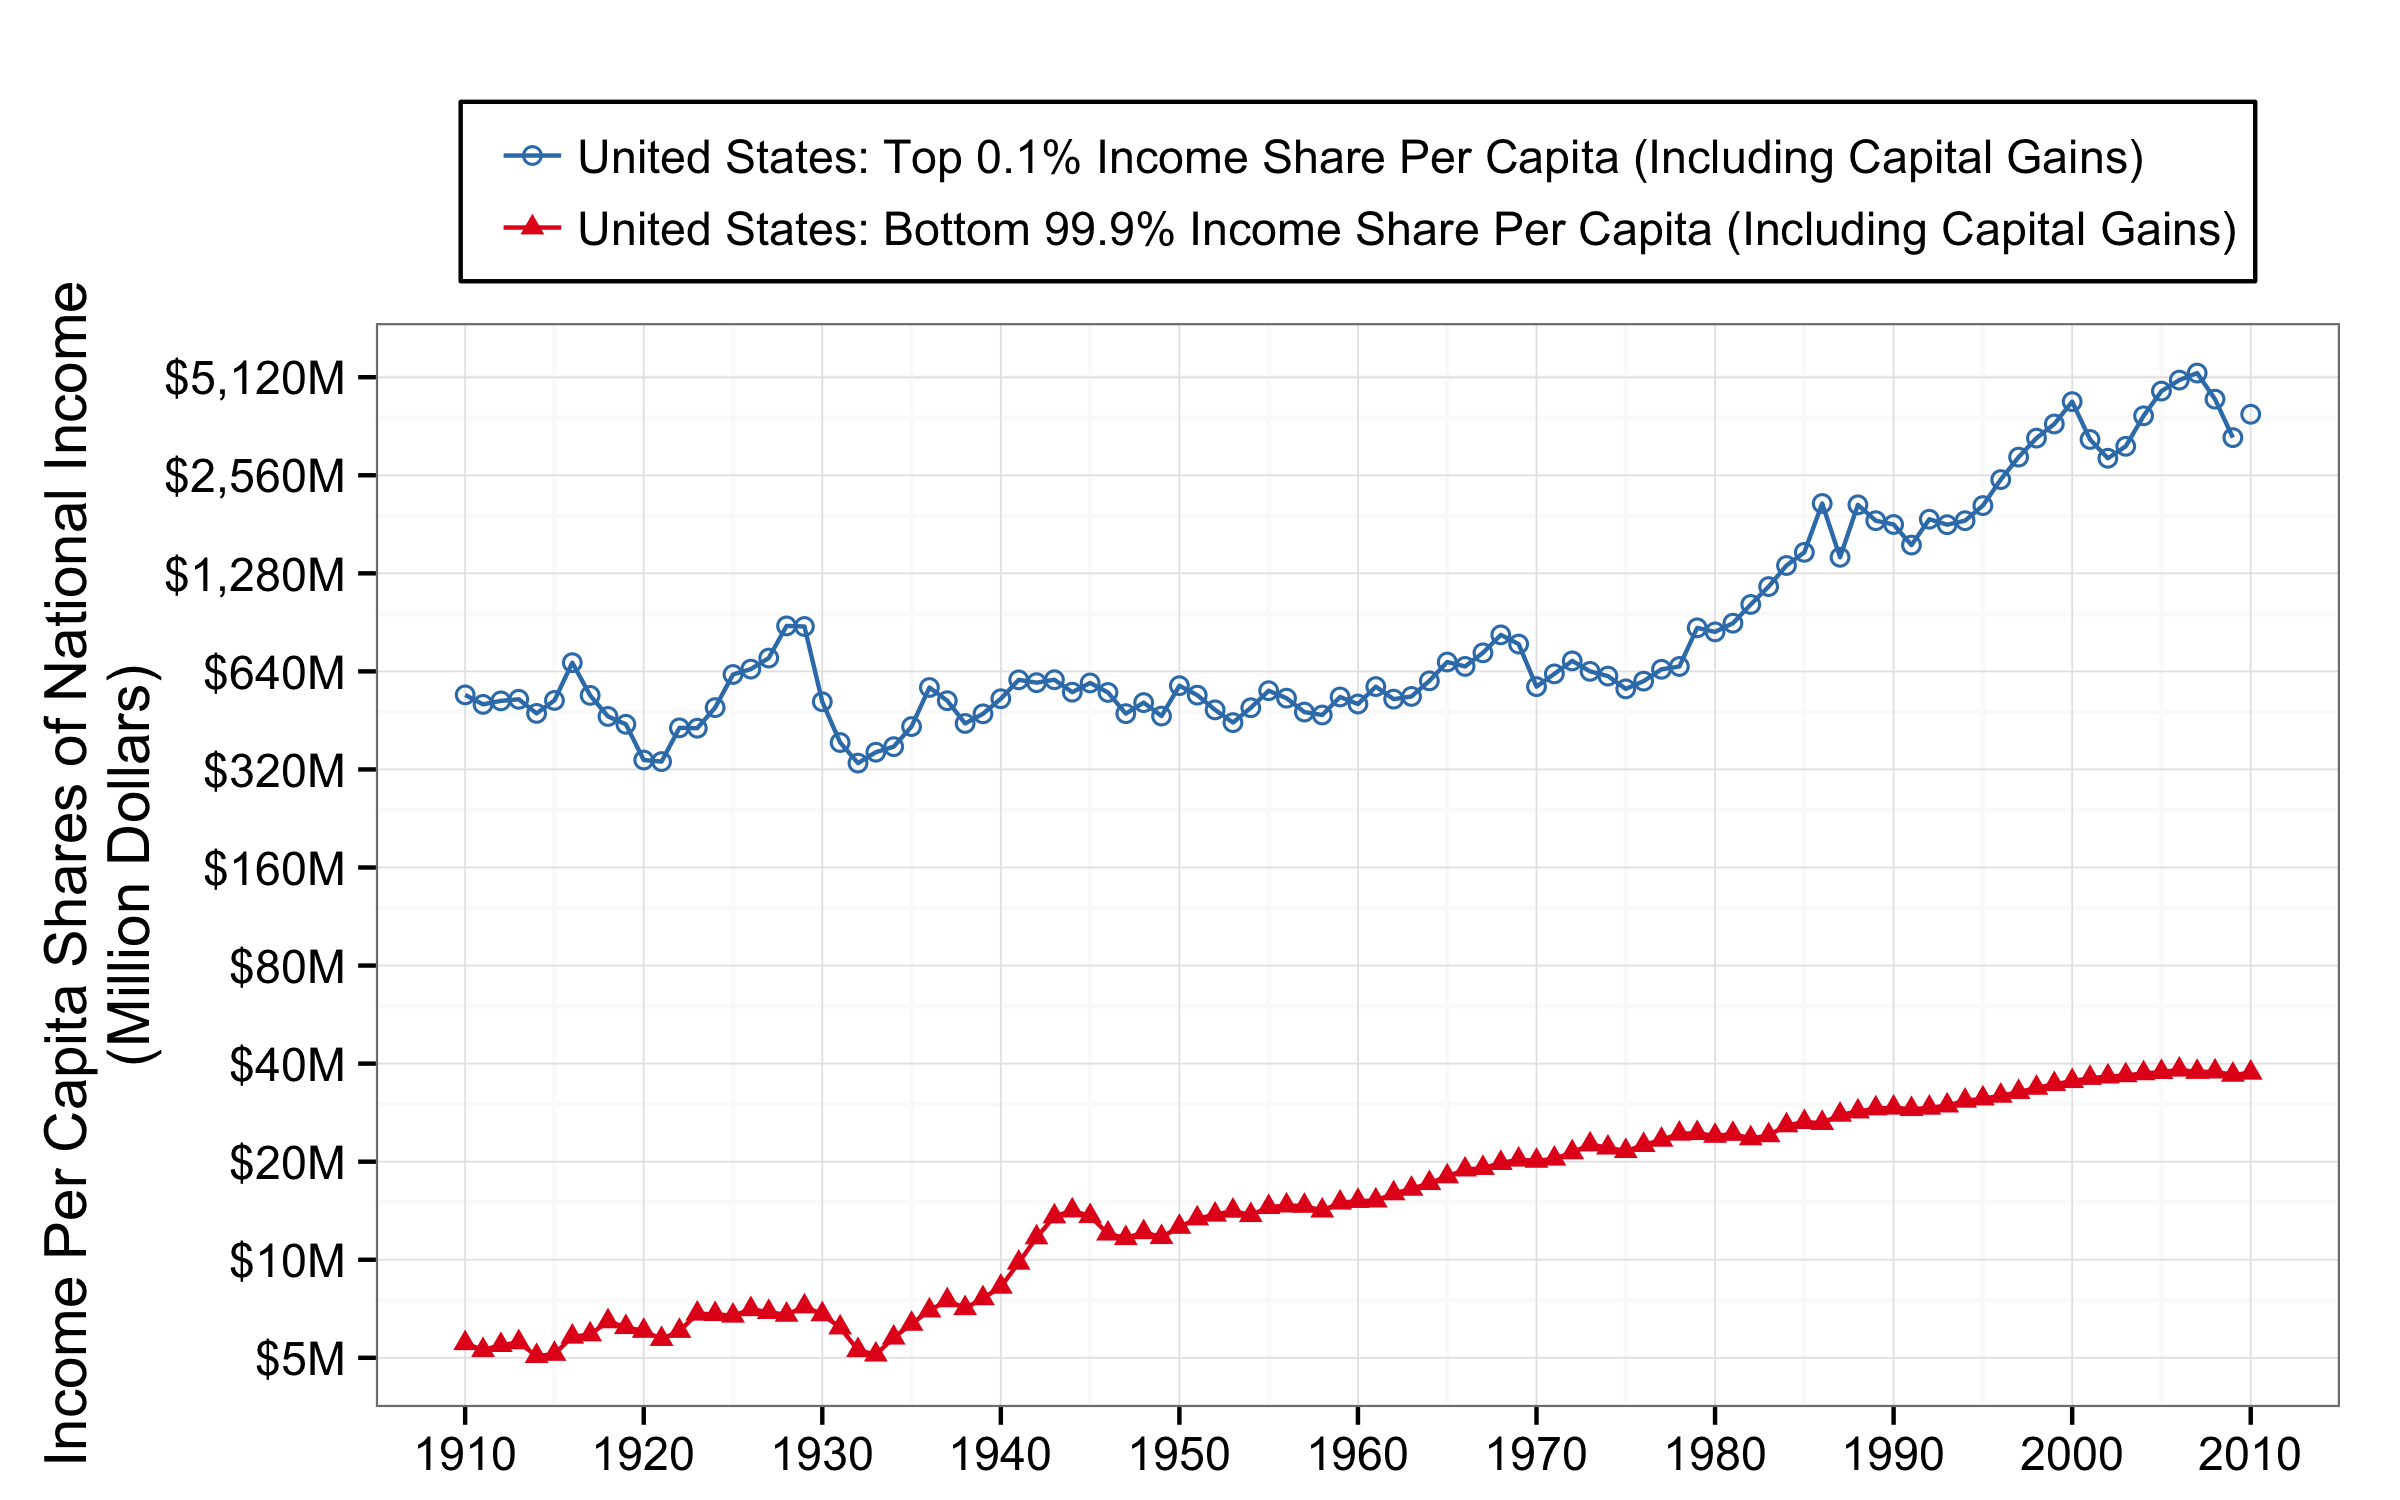 United States: Top 0.1% Income Share Per Capita (Including Capital Gains)
United States: Bottom 99.9% Income Share Per Capita (Including Capital Gains)
Income Per Capita Shares of National Income
(Million Dollars)
$5,120M
$2,560M
$1,280M
$640M
$320M
$160M
$80M
$40M
$20M
$10M
$5M
1910 1920 1930 1940 1950 1960 1970 1980 1990 2000 2010